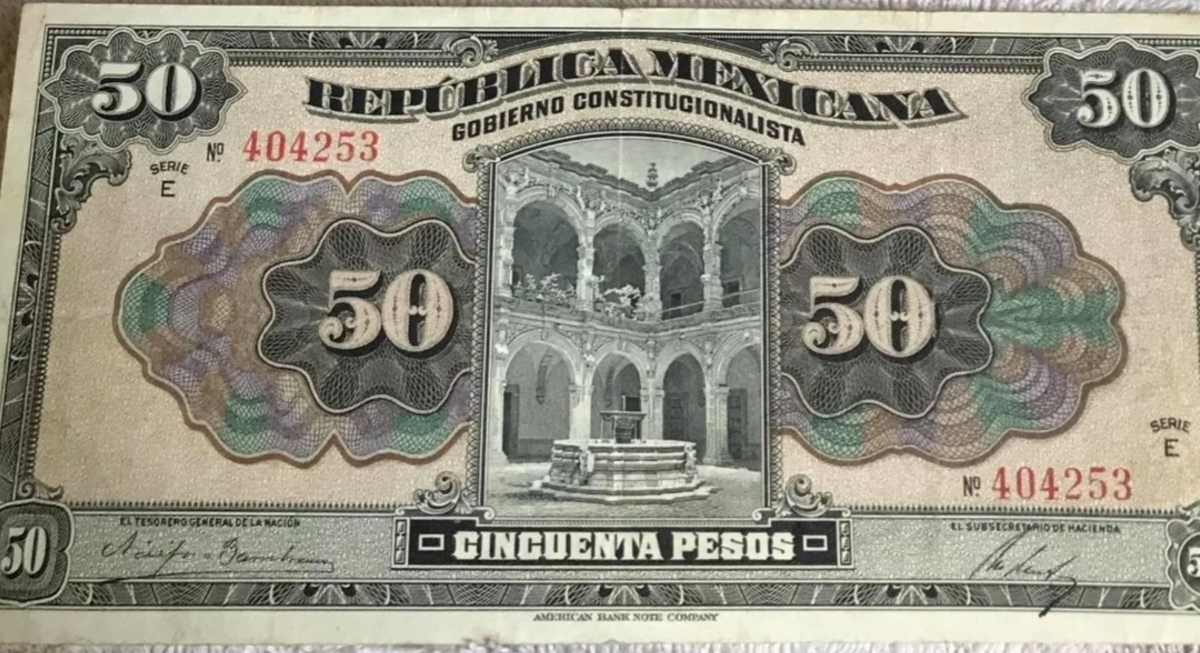 50
REPÚBLICA MEXICANA
50
GOBIERNO CONSTITUCIONALISTA
Nº 404253
SERIE
E
50
50
SERIE
E
Nº 404253
EL TESORERO GENERAL DE LA NACIÓN
EL SUBSECRETARIO DE HACIENDA
50
CINCUENTA PESOS
AMERICAN BANK NOTE COMPANY